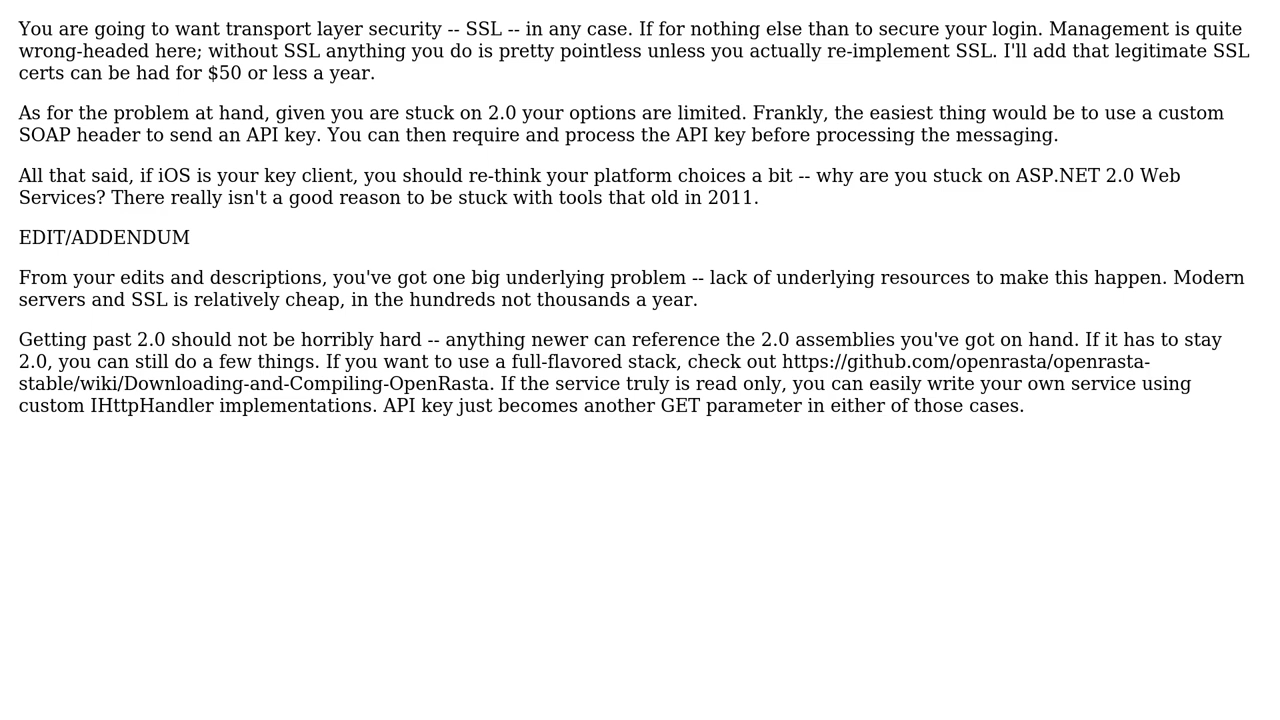 You are going to want transport layer security -- SSL -- in any case. If for nothing else than to secure your login. Management is quite
wrong-headed here; without SSL anything you do is pretty pointless unless you actually re-implement SSL. I'll add that legitimate SSL
certs can be had for $50 or less a year.
As for the problem at hand, given you are stuck on 2.0 your options are limited. Frankly, the easiest thing would be to use a custom
SOAP header to send an API key. You can then require and process the API key before processing the messaging.
All that said, if iOS is your key client, you should re-think your platform choices a bit -- why are you stuck on ASP.NET 2.0 Web
Services? There really isn't a good reason to be stuck with tools that old in 2011.
EDIT/ADDENDUM
From your edits and descriptions, you've got one big underlying problem -- lack of underlying resources to make this happen. Modern
servers and SSL is relatively cheap, in the hundreds not thousands a year.
Getting past 2.0 should not be horribly hard -- anything newer can reference the 2.0 assemblies you've got on hand. If it has to stay
2.0, you can still do a few things. If you want to use a full-flavored stack, check out https://github.com/openrasta/openrasta-
stable/wiki/Downloading-and-Compiling-OpenRasta. If the service truly is read only, you can easily write your own service using
custom IHttpHandler implementations. API key just becomes another GET parameter in either of those cases.